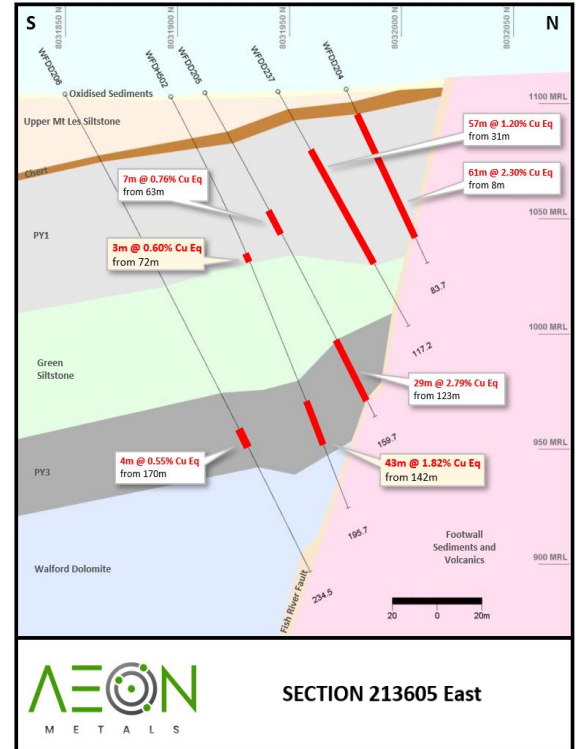 S
N
8031850 N
8031900 N
8031950 N
8032000 N
8032050 N
WFDD206
WFDH502
WFDD205
WFDD237
WFDD204
Oxidised Sediments
1100 MRL
Upper Mt Les Siltstone
57m @ 1.20% Cu Eq
from 31m
Chert
7m @ 0.76% Cu Eq
from 63m
61m @ 2.30% Cu Eq
from 8m
1050 MRL
PY1
3m @ 0.60% Cu Eq
from 72m
83.7
1000 MRL
117.2
Green
Siltstone
29m @ 2.79% Cu Eq
from 123m
159.7
950 MRL
4m @ 0.55% Cu Eq
from 170m
43m @ 1.82% Cu Eq
from 142m
PY3
195.7
Footwall
Sediments and
Volcanics
900 MRL
Walford Dolomite
234.5
Fish River Fault
20 0 20m
AEON
METALS
SECTION 213605 East